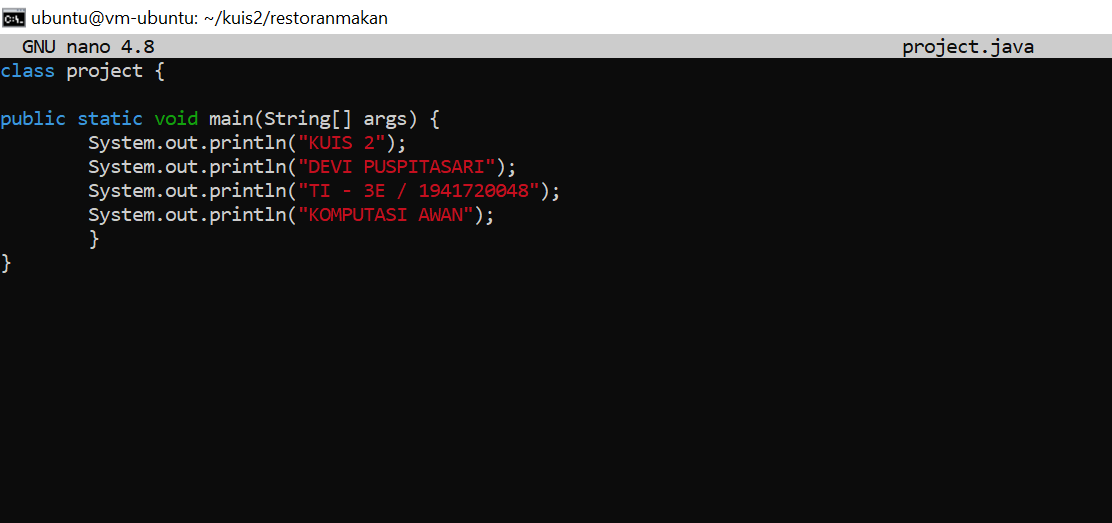 ubuntu@vm-ubuntu: ~/kuis2/restoranmakan
GNU nano 4.8 project.java
class project {
public static void main(String[] args) {
System.out.println("KUIS 2");
System.out.println("DEVI PUSPITASARI");
System.out.println("TI - 3E / 1941720048");
System.out.println("KOMPUTASI AWAN");
}
}